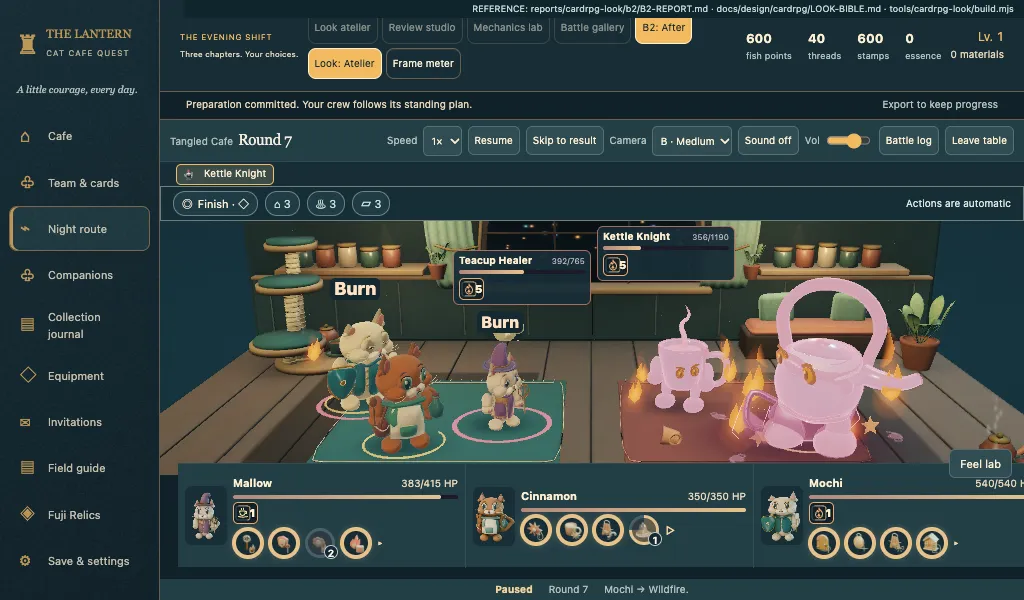 REFERENCE: reports/cardrpg-look/b2/B2-REPORT.md · docs/design/cardrpg/LOOK-BIBLE.md · tools/cardrpg-look/build.mjs
THE LANTERN
CAT CAFE QUEST
A little courage, every day.
Cafe
Team & cards
Night route
Companions
Collection
journal
Equipment
Invitations
Field guide
Fuji Relics
Save & settings
THE EVENING SHIFT
Three chapters. Your choices.
Look atelier
Review studio
Mechanics lab
Battle gallery
B2: After
Look: Atelier
Frame meter
600
fish points
40
threads
600
stamps
0
essence
Lv. 1
0 materials
Preparation committed. Your crew follows its standing plan.
Export to keep progress
Tangled Cafe Round 7
Speed
1x
Resume
Skip to result
Camera
B · Medium
Sound off
Vol
Battle log
Leave table
Kettle Knight
Finish ·
3
3
3
Actions are automatic
Kettle Knight 356/1190
5
Teacup Healer 392/765
5
Burn
Burn
Feel lab
Mallow 383/415 HP
1
2
Cinnamon 350/350 HP
1
Mochi 540/540 H
1
Paused Round 7 Mochi → Wildfire.